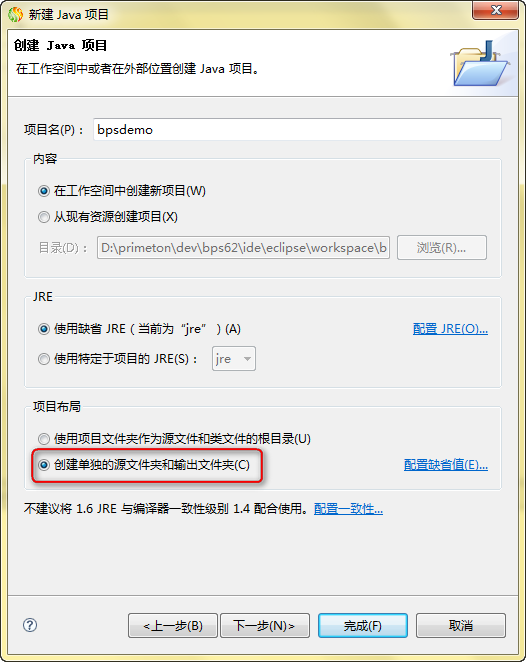 新建 Java 项目
创建 Java 项目
在工作空间中或者在外部位置创建 Java 项目。
项目名(P)： bpsdemo
内容
在工作空间中创建新项目(W)
从现有资源创建项目(X)
目录(D)： D:\primeton\dev\bps62\ide\eclipse\workspace\b 浏览(R)...
JRE
使用缺省 JRE（当前为“jre”）(A) 配置 JRE(O)...
使用特定于项目的 JRE(S)： jre
项目布局
使用项目文件夹作为源文件和类文件的根目录(U)
创建单独的源文件夹和输出文件夹(C) 配置缺省值(E)...
不建议将 1.6 JRE 与编译器一致性级别 1.4 配合使用。 配置一致性...
? <上一步(B) 下一步(N)> 完成(F) 取消